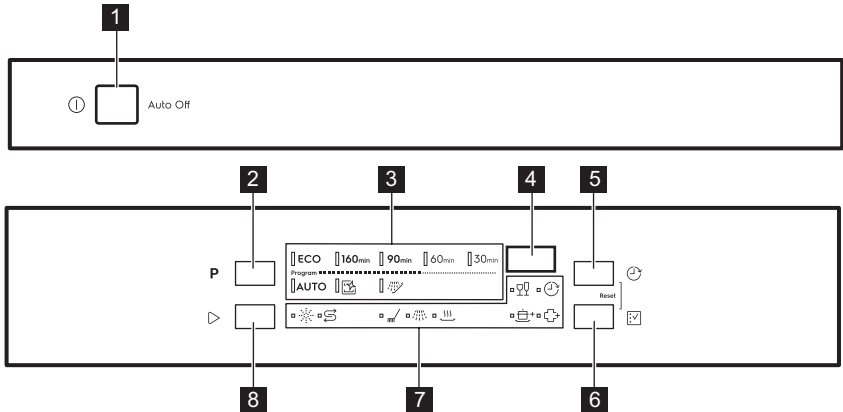 1
Auto Off
2 3 4 5
P ECO 160min 90min 60min 30min
Program
AUTO
Reset
8 7 6